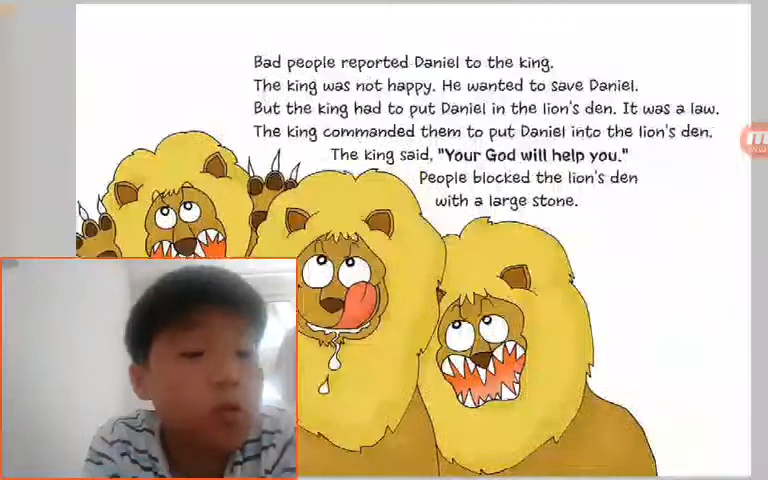 Bad people reported Daniel to the king.
The king was not happy. He wanted to save Daniel.
But the king had to put Daniel in the lion's den. It was a law.
The king commanded them to put Daniel into the lion's den.
The king said, "Your God will help you."
People blocked the lion's den
with a large stone.